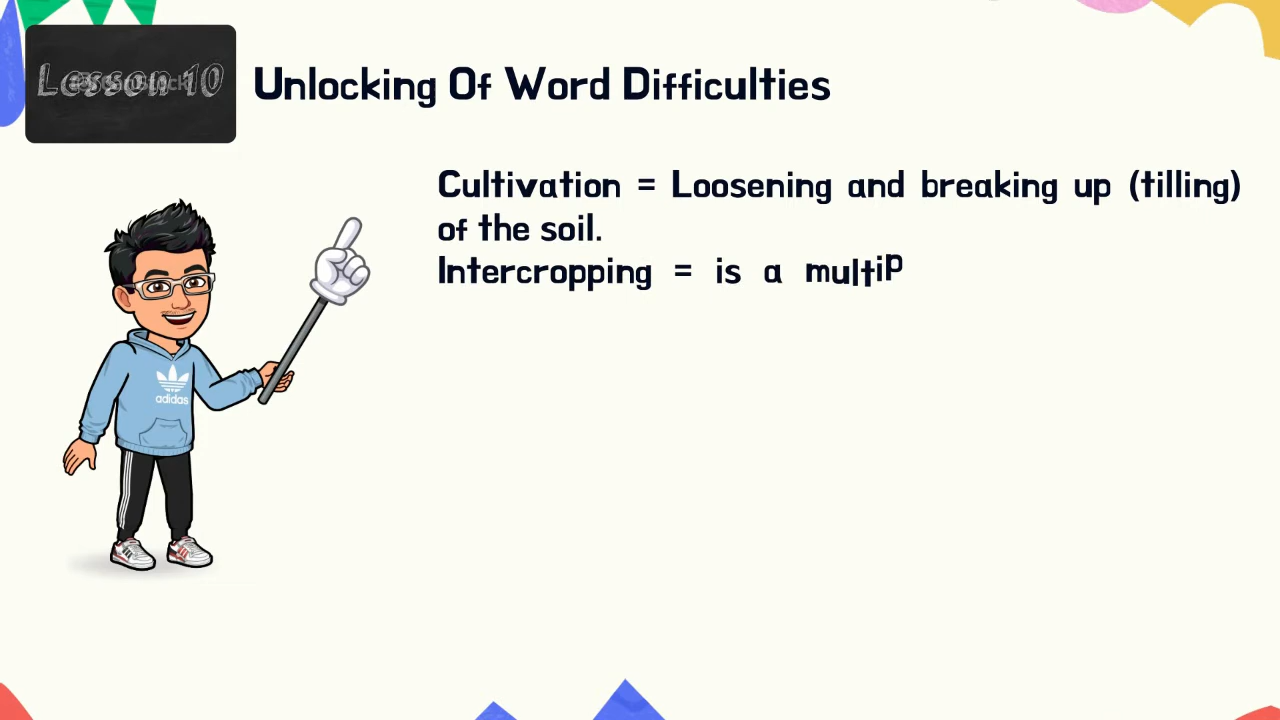 Lesson 10
Unlocking Of Word Difficulties
Cultivation = Loosening and breaking up (tilling)
of the soil.
Intercropping = is a multip
adidas